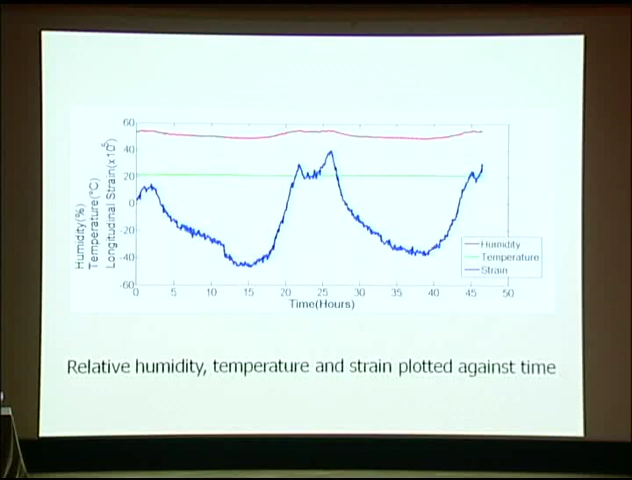 60
40
20
0
-20
-40
-60
Humidity(%)
Temperature(°C)
Longitudinal Strain(x10
0 5 10 15 20 25 30 35 40 45 50
Time(Hours)
Humidity
Temperature
Strain
Relative humidity, temperature and strain plotted against time